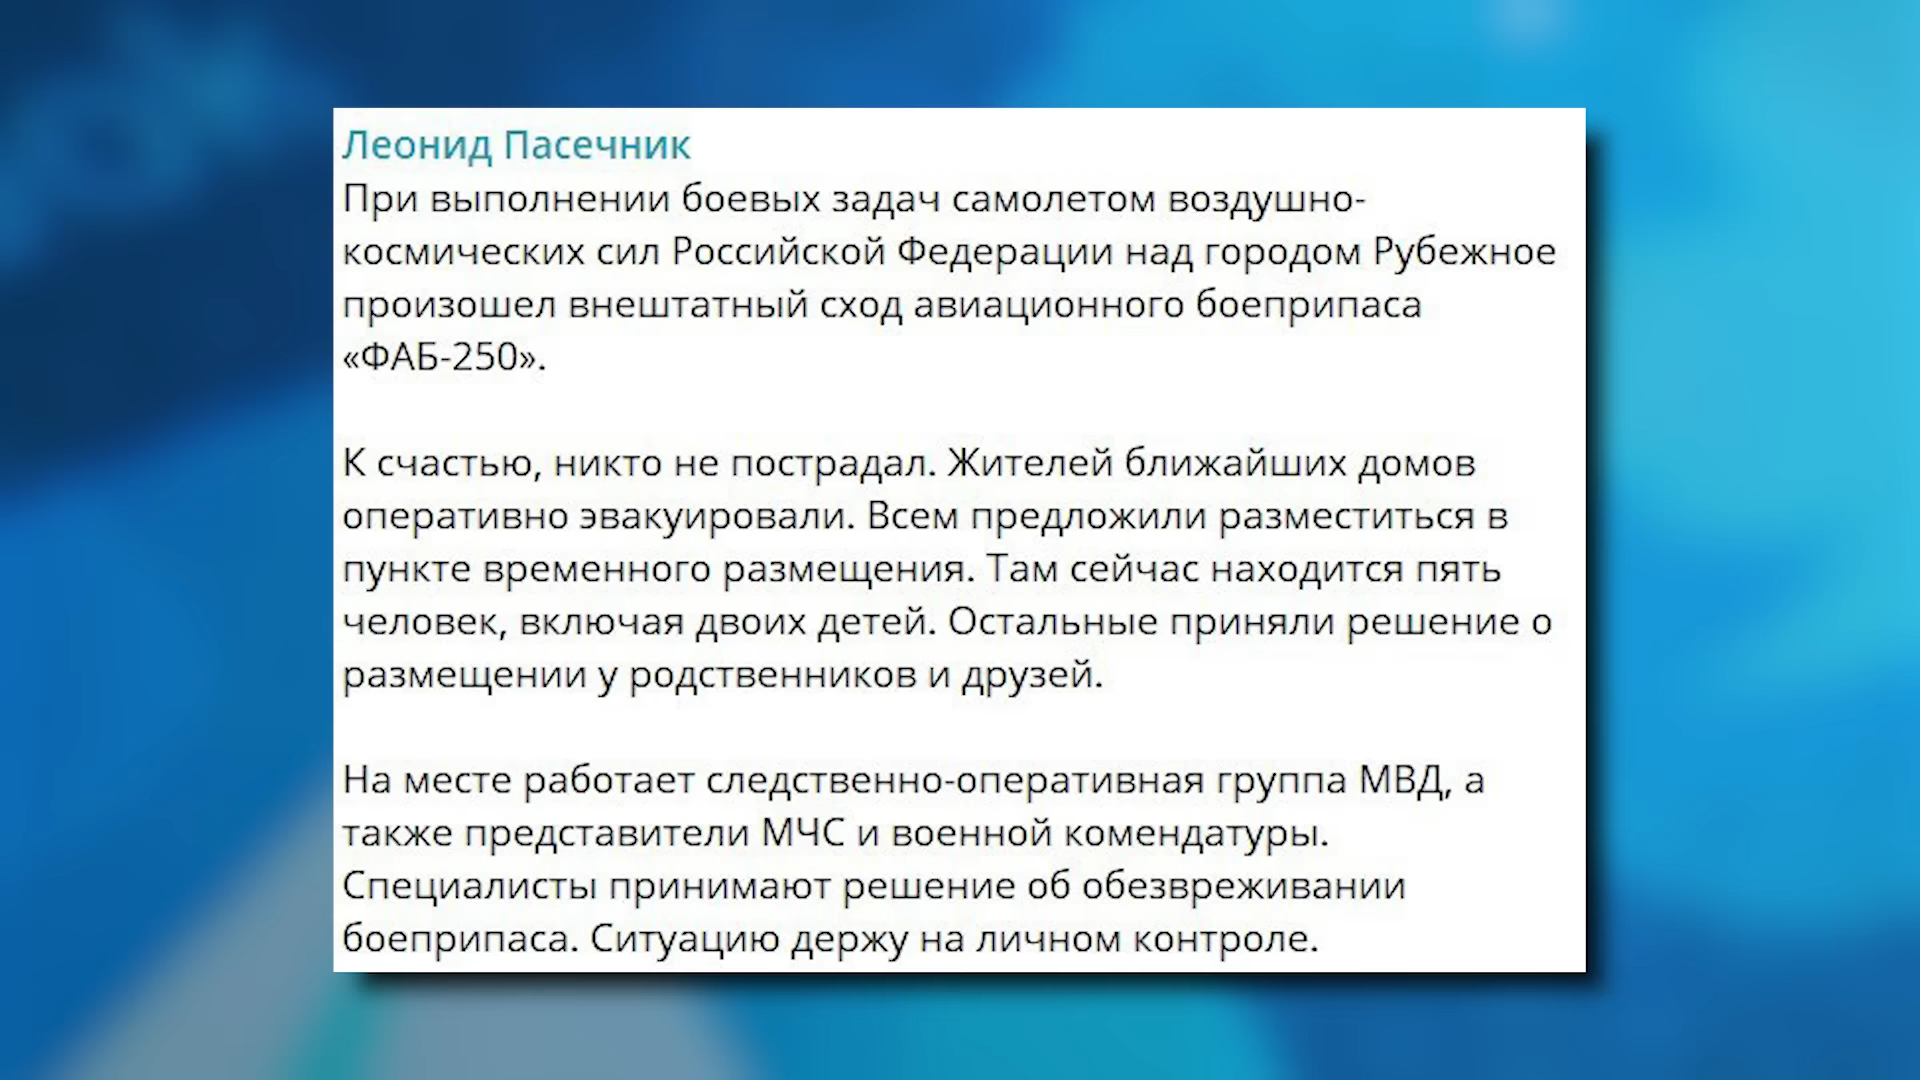 Леонид Пасечник
При выполнении боевых задач самолетом воздушно-
космических сил Российской Федерации над городом Рубежное
произошел внештатный сход авиационного боеприпаса
«ФАБ-250».
К счастью, никто не пострадал. Жителей ближайших домов
оперативно эвакуировали. Всем предложили разместиться в
пункте временного размещения. Там сейчас находится пять
человек, включая двоих детей. Остальные приняли решение о
размещении у родственников и друзей.
На месте работает следственно-оперативная группа МВД, а
также представители МЧС и военной комендатуры.
Специалисты принимают решение об обезвреживании
боеприпаса. Ситуацию держу на личном контроле.